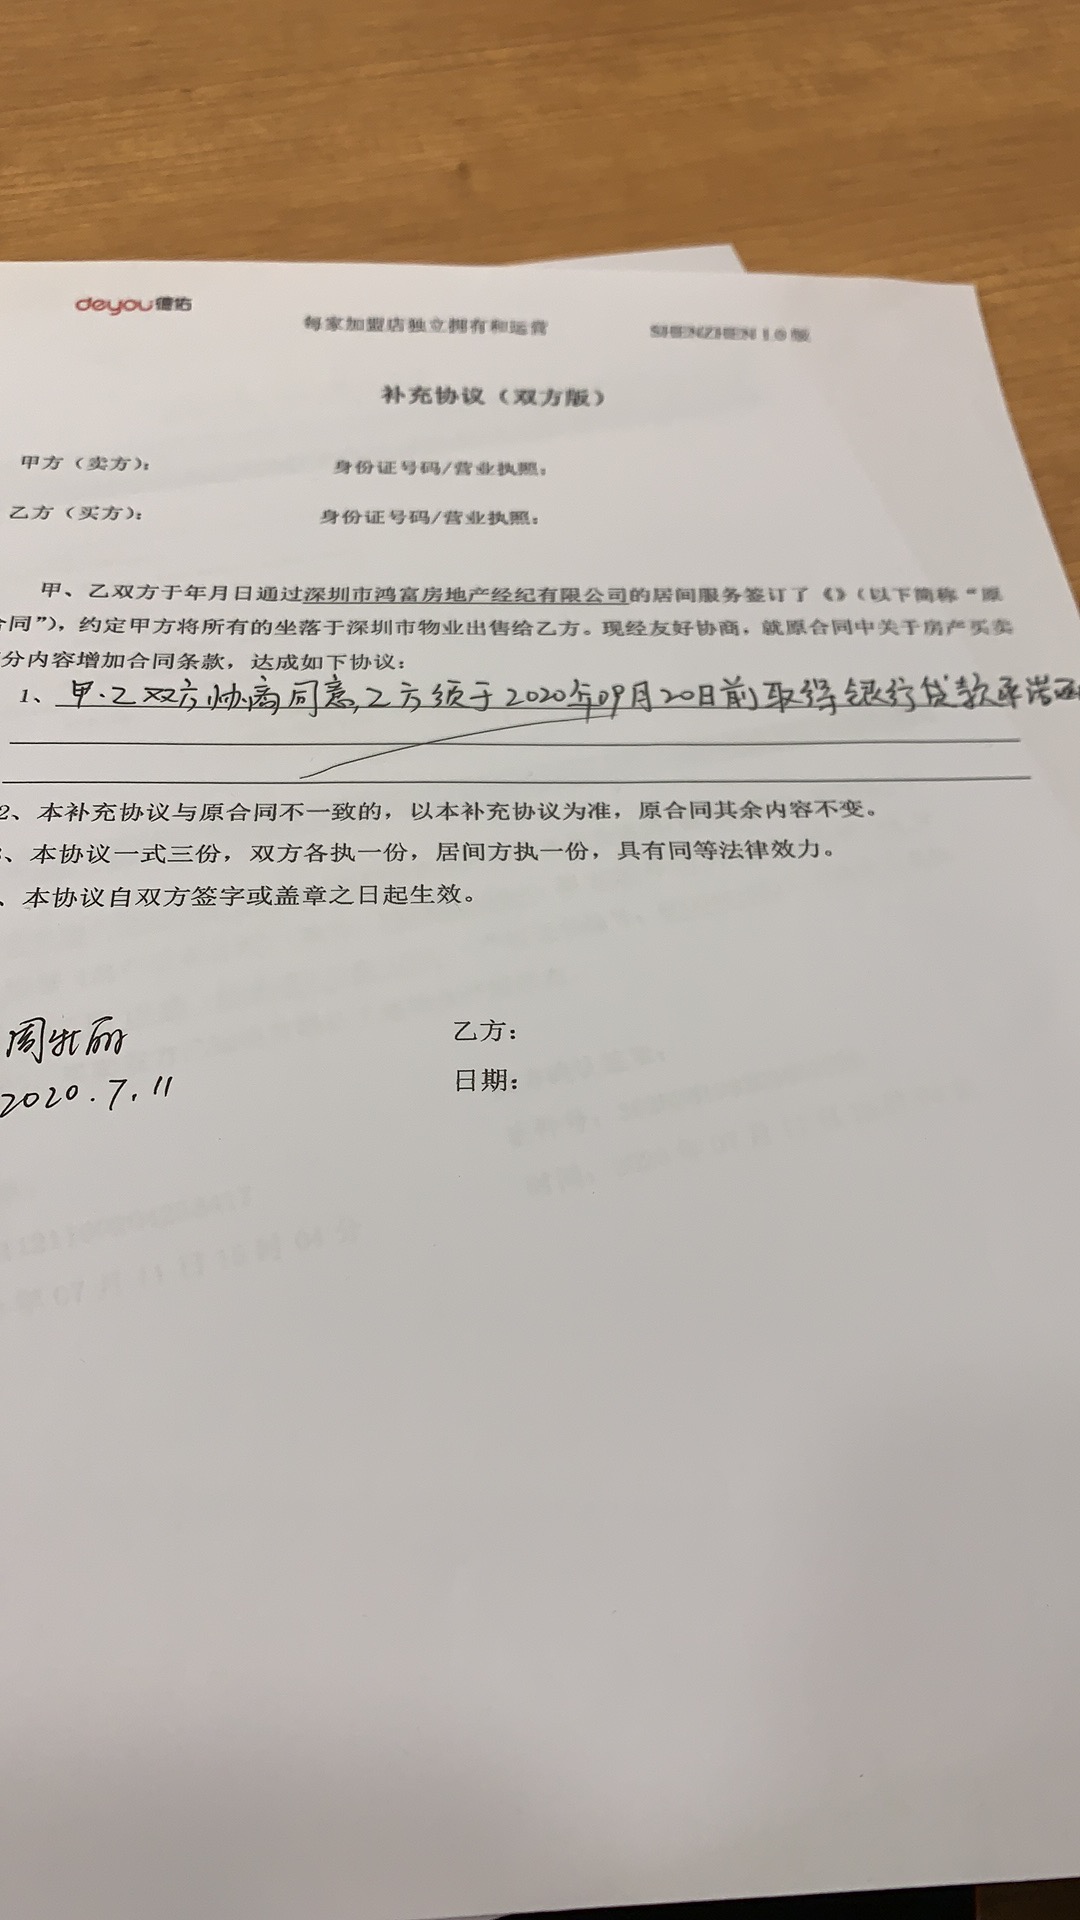 deyou德佑
每家加盟店独立拥有和运营
SHENZHEN 1.0 版
补充协议（双方版）
甲方（卖方）：
身份证号码/营业执照：
乙方（买方）：
身份证号码/营业执照：
甲、乙双方于年月日通过深圳市鸿富房地产经纪有限公司的居间服务签订了《》（以下简称“原
合同”），约定甲方将所有的坐落于深圳市物业出售给乙方。现经友好协商，就原合同中关于房产买卖
分内容增加合同条款，达成如下协议：
1、甲.乙双方协商同意,乙方须于2020年09月20日前取得银行贷款承诺函
2、本补充协议与原合同不一致的，以本补充协议为准，原合同其余内容不变。
、本协议一式三份，双方各执一份，居间方执一份，具有同等法律效力。
、本协议自双方签字或盖章之日起生效。
周 丽
乙方：
2020.7.11
日期：